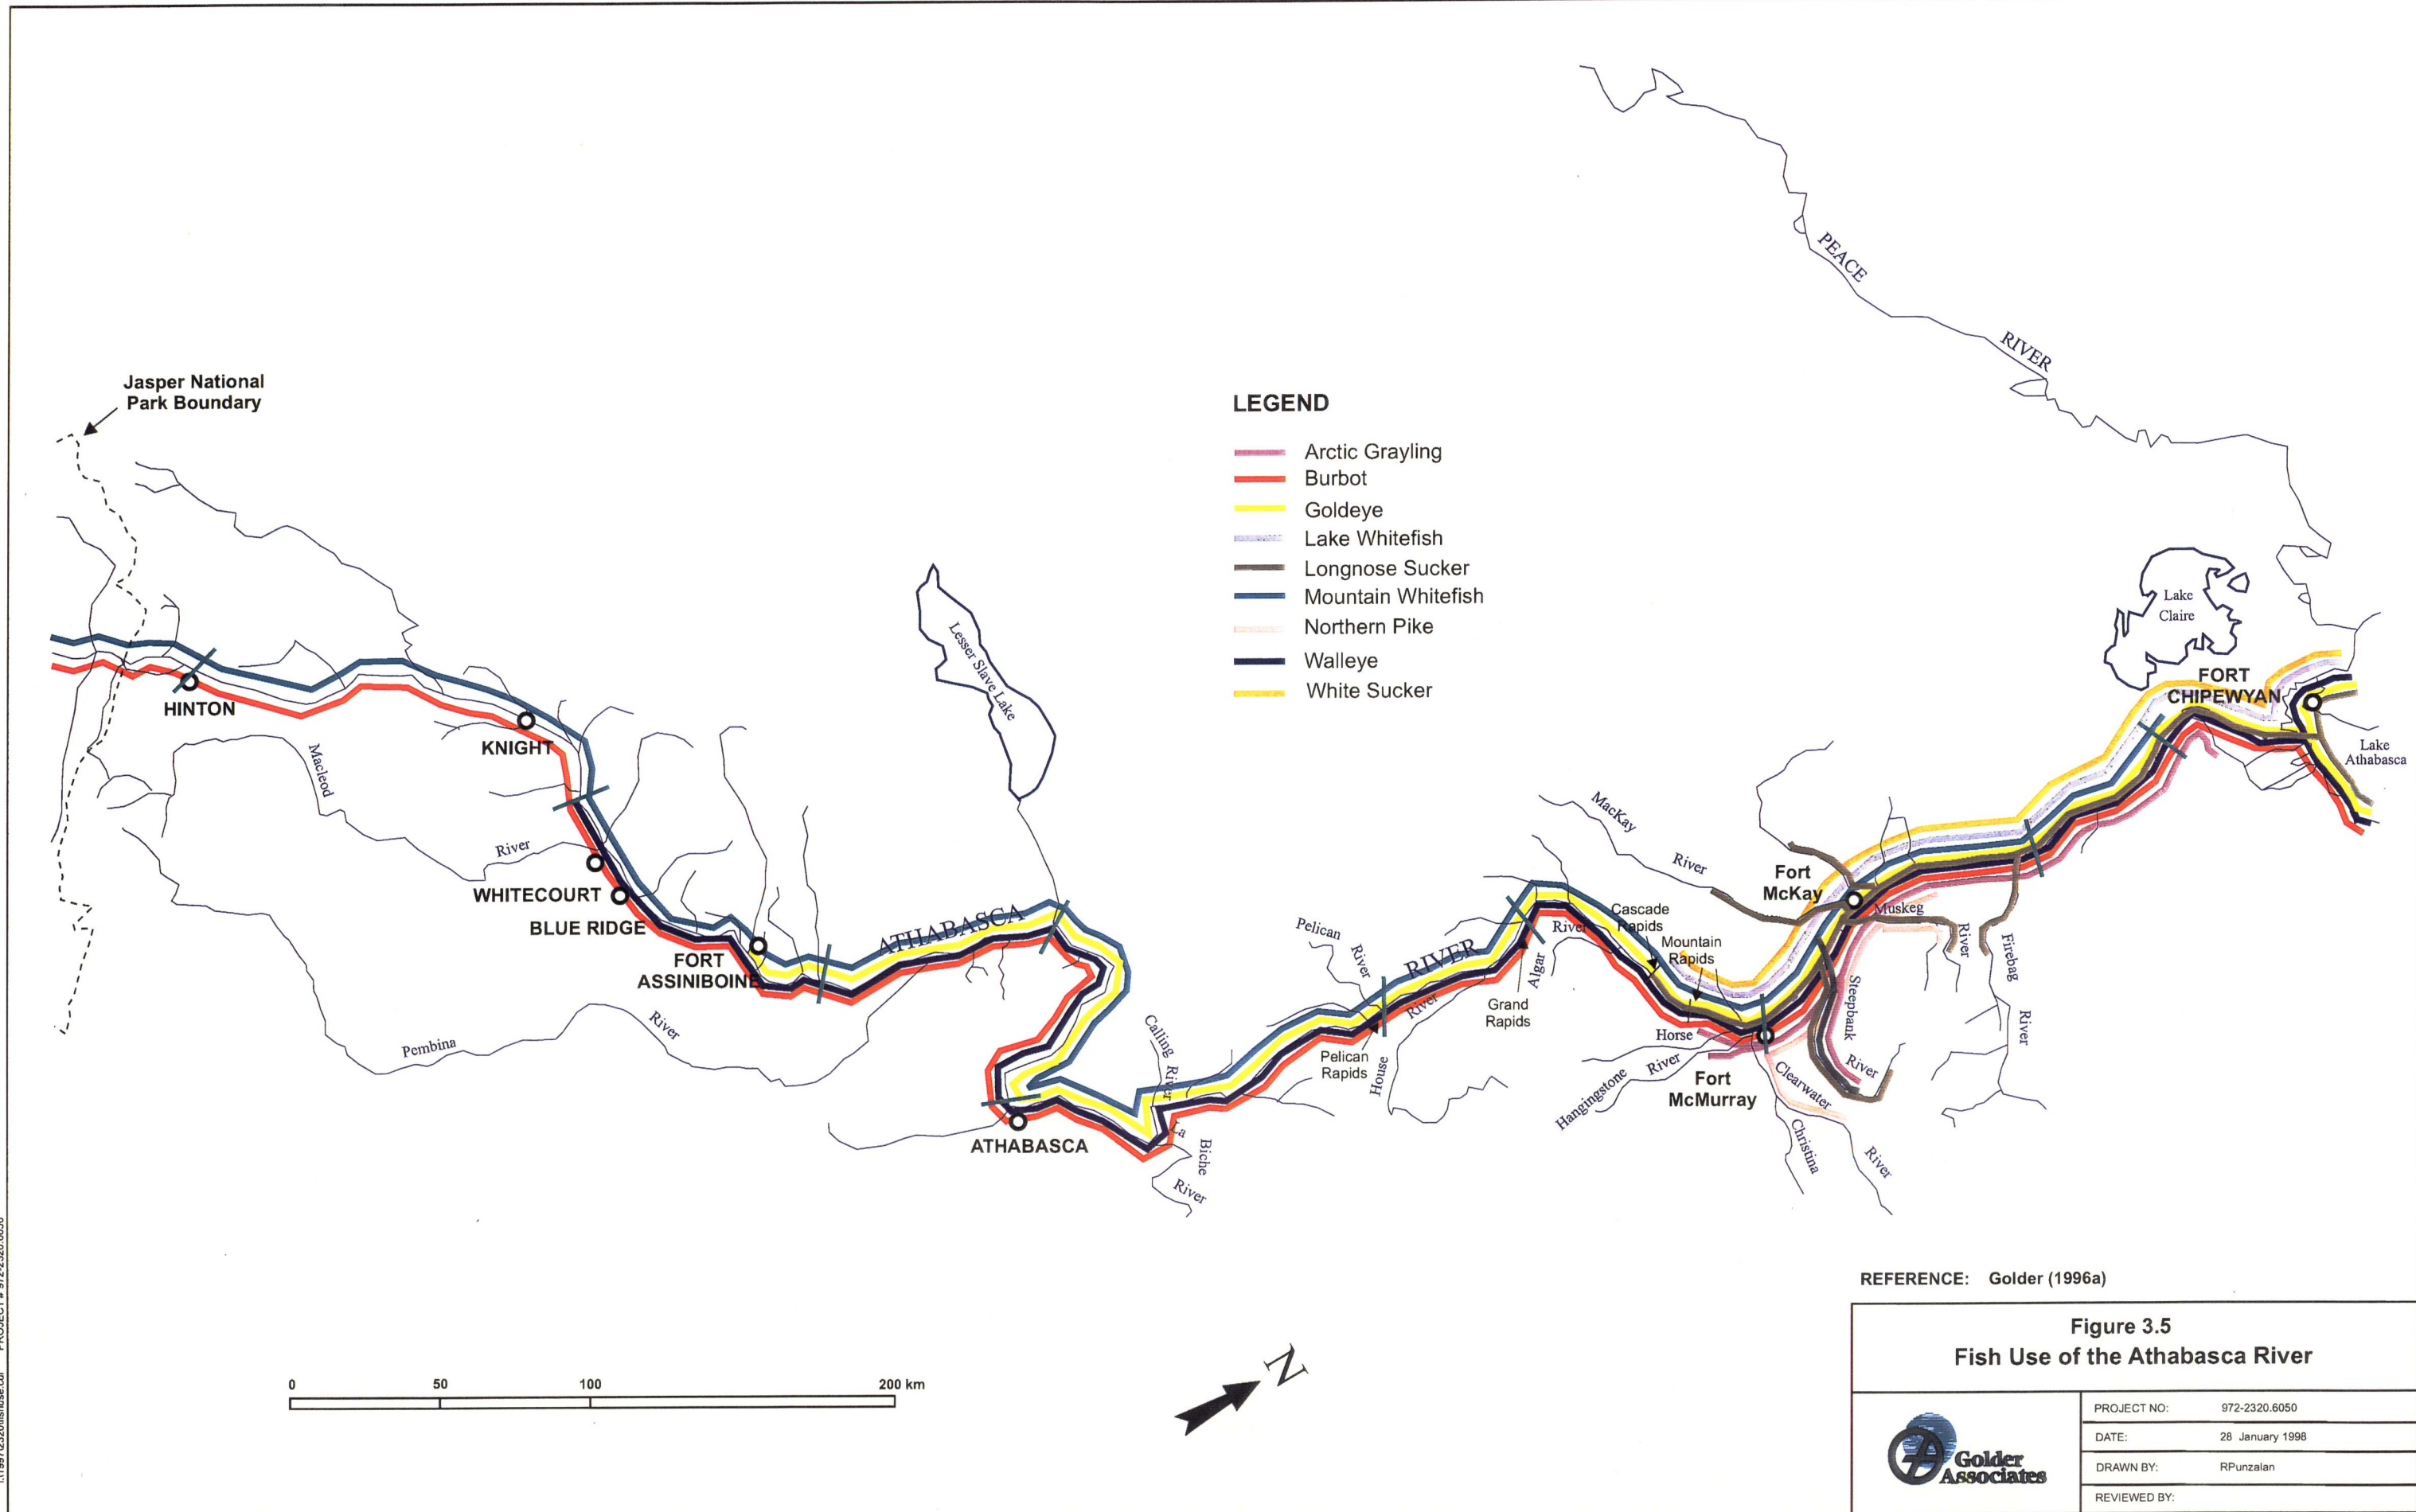 PEACE
RIVER
Jasper National
Park Boundary
LEGEND
Arctic Grayling
Burbot
Goldeye
Lake Whitefish
Longnose Sucker
Mountain Whitefish
Northern Pike
Walleye
White Sucker
Lake
Claire
Lesser Slave Lake
FORT
CHIPEWYAN
Lake
Athabasca
HINTON
KNIGHT
Macleod
River
WHITECOURT
BLUE RIDGE
FORT
ASSINIBOINE
ATHABASCA
RIVER
Pembina
River
ATHABASCA
Calling
River
La
Biche
River
Pelican
River
Pelican
Rapids
House
River
Grand
Rapids
Algar
River
MacKay
River
Cascade
Rapids
Mountain
Rapids
Fort
McKay
Muskeg
River
Firebag
River
Steepbank
River
Horse
River
Hangingstone
Fort
McMurray
Clearwater
River
Christina
0 50 100 200 km
N
REFERENCE: Golder (1996a)
Figure 3.5
Fish Use of the Athabasca River
Golder
Associates
PROJECT NO: 972-2320.6050
DATE: 28 January 1998
DRAWN BY: RPunzalan
REVIEWED BY: